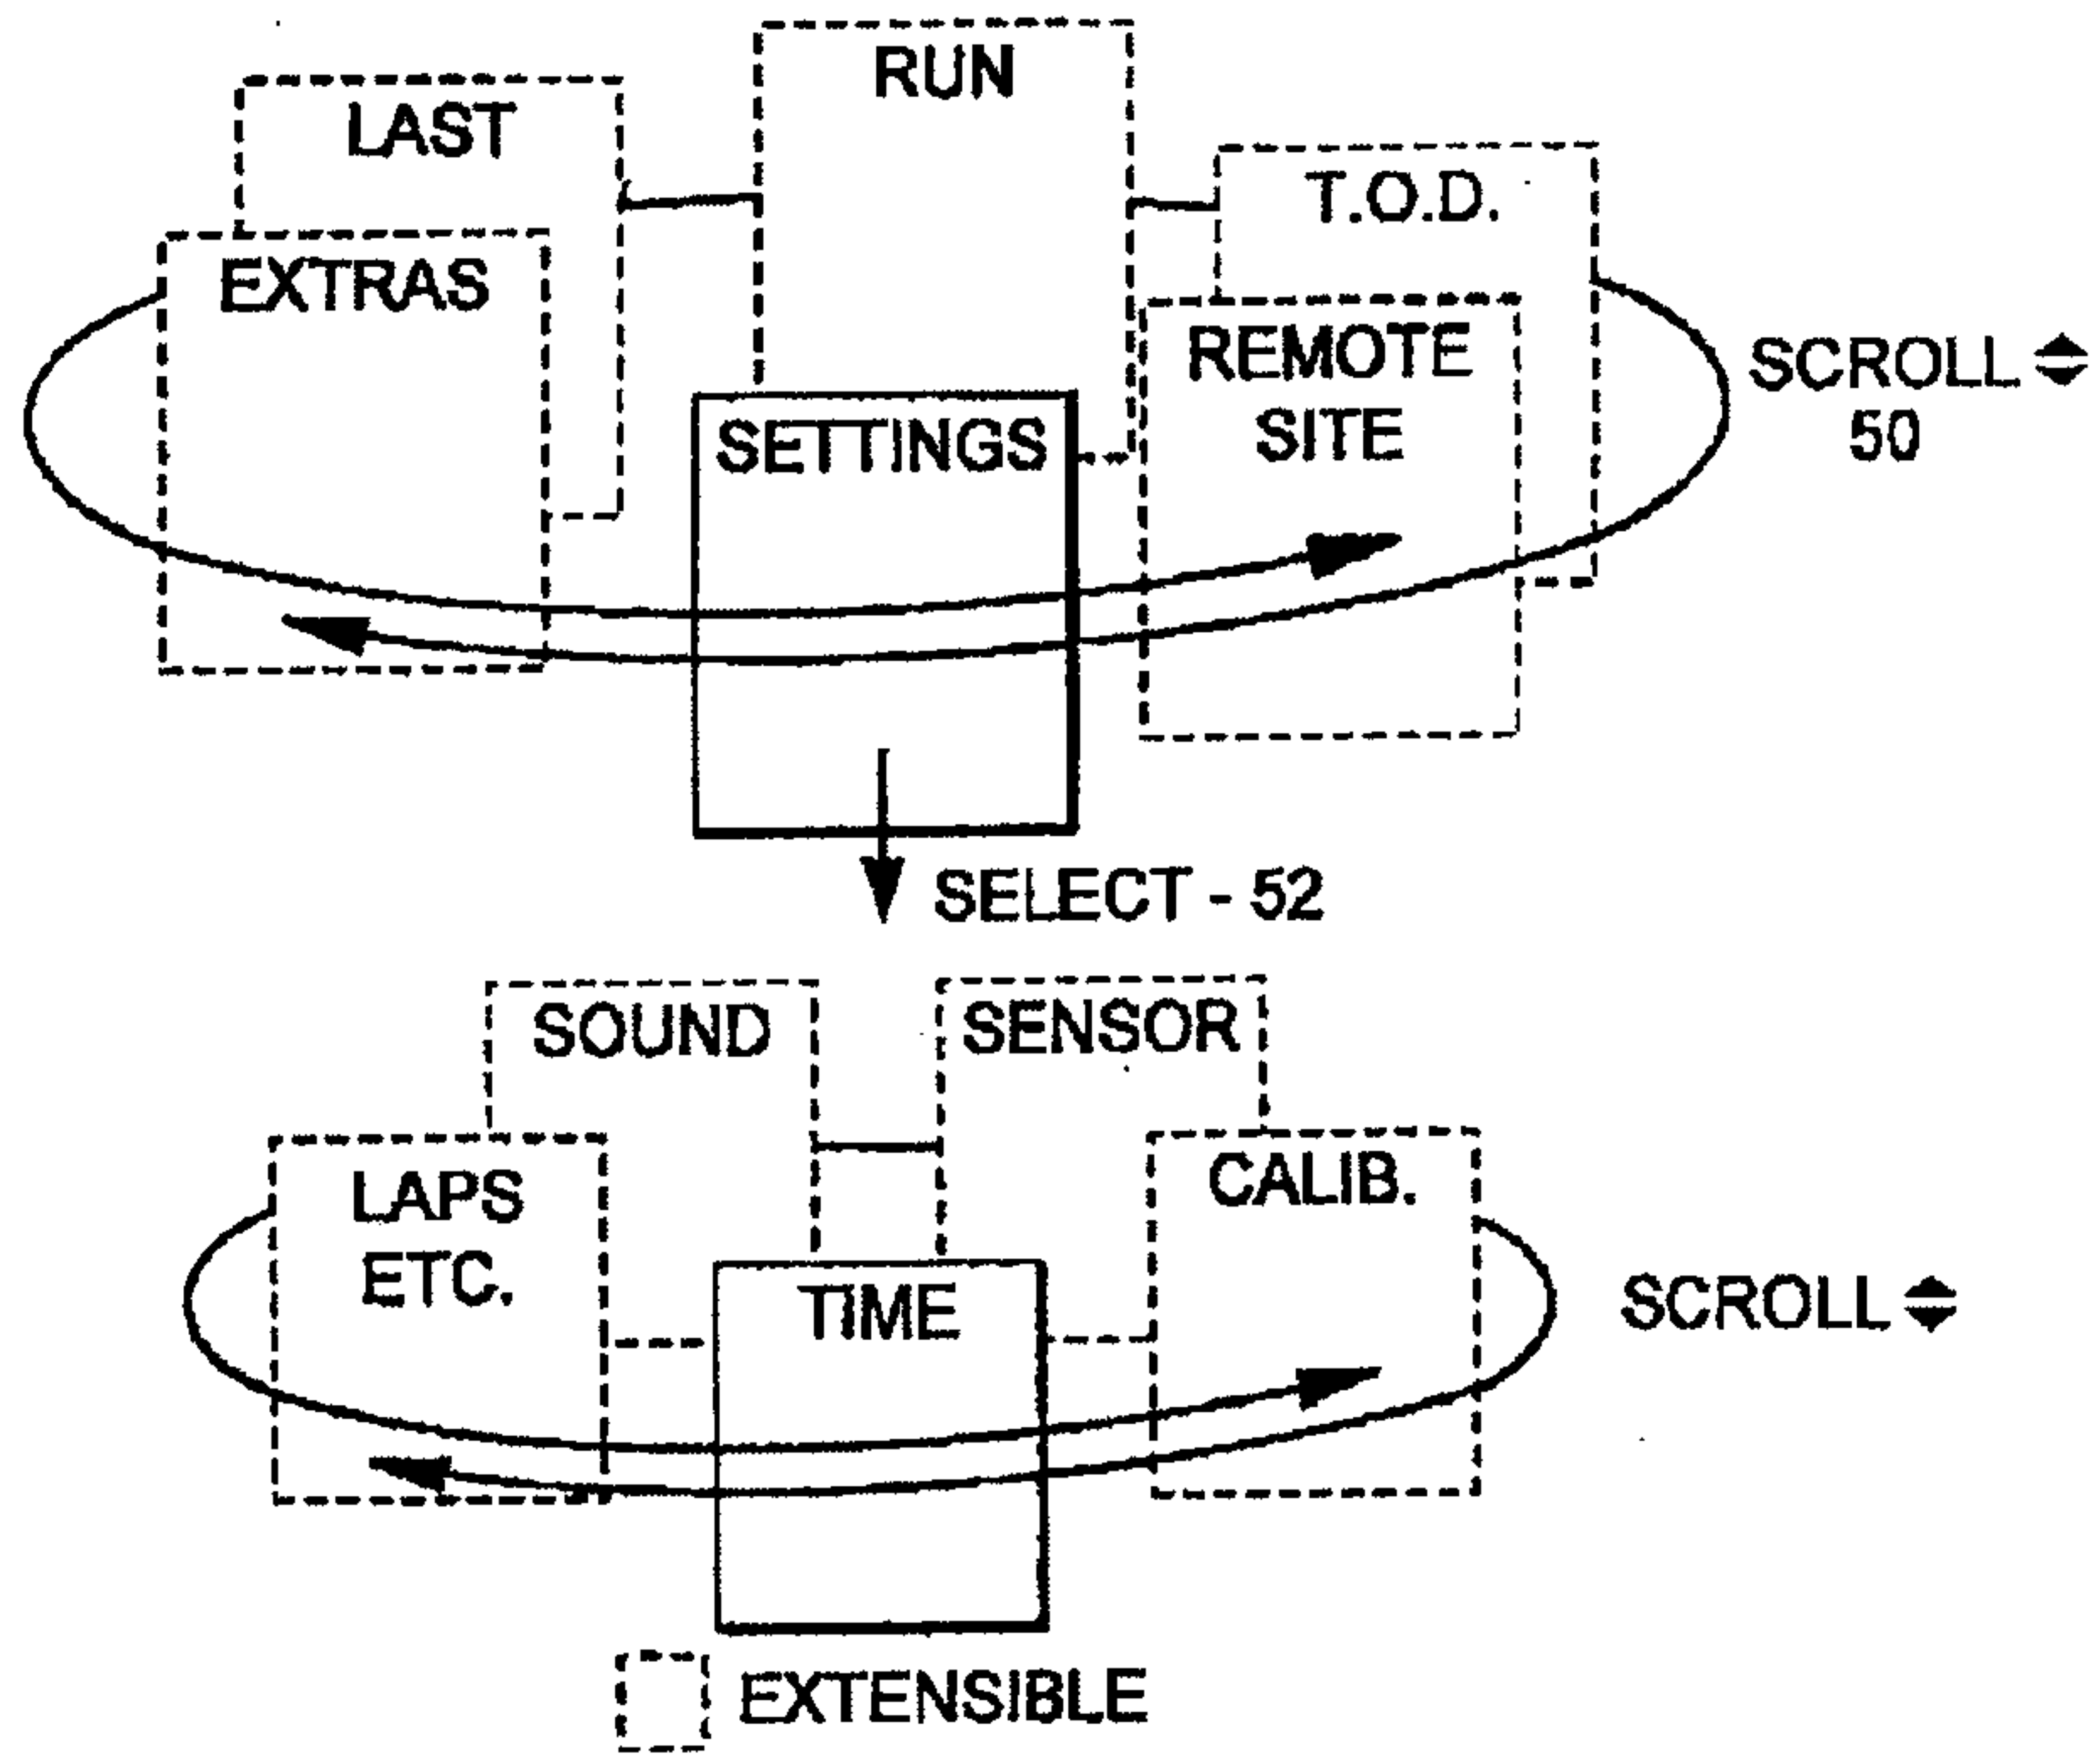 RUN
LAST
T.O.D.
EXTRAS
REMOTE
SITE
SCROLL
50
SETTINGS
SELECT - 52
SOUND
SENSOR
LAPS
ETC.
CALIB.
TIME
SCROLL
EXTENSIBLE